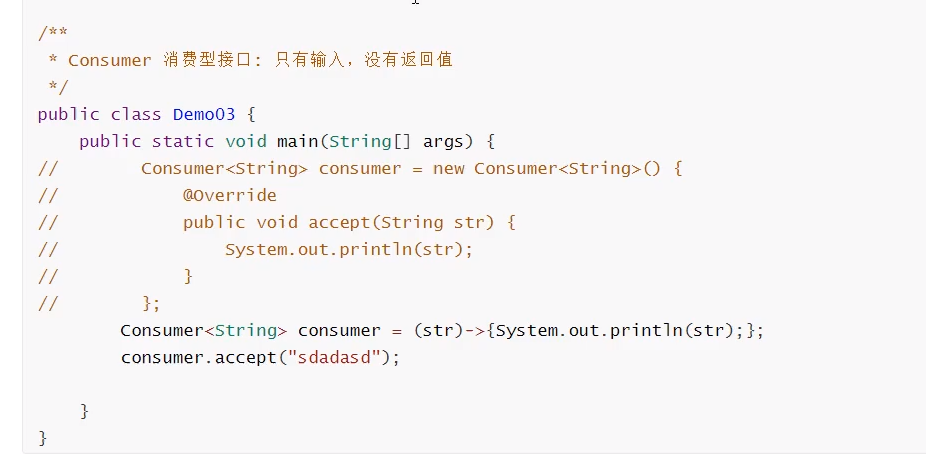 /**
 * Consumer 消费型接口: 只有输入，没有返回值
 */
public class Demo03 {
    public static void main(String[] args) {
//        Consumer<String> consumer = new Consumer<String>() {
//            @Override
//            public void accept(String str) {
//                System.out.println(str);
//            }
//        };
        Consumer<String> consumer = (str)->{System.out.println(str);};
        consumer.accept("sdadasd");
    }
}